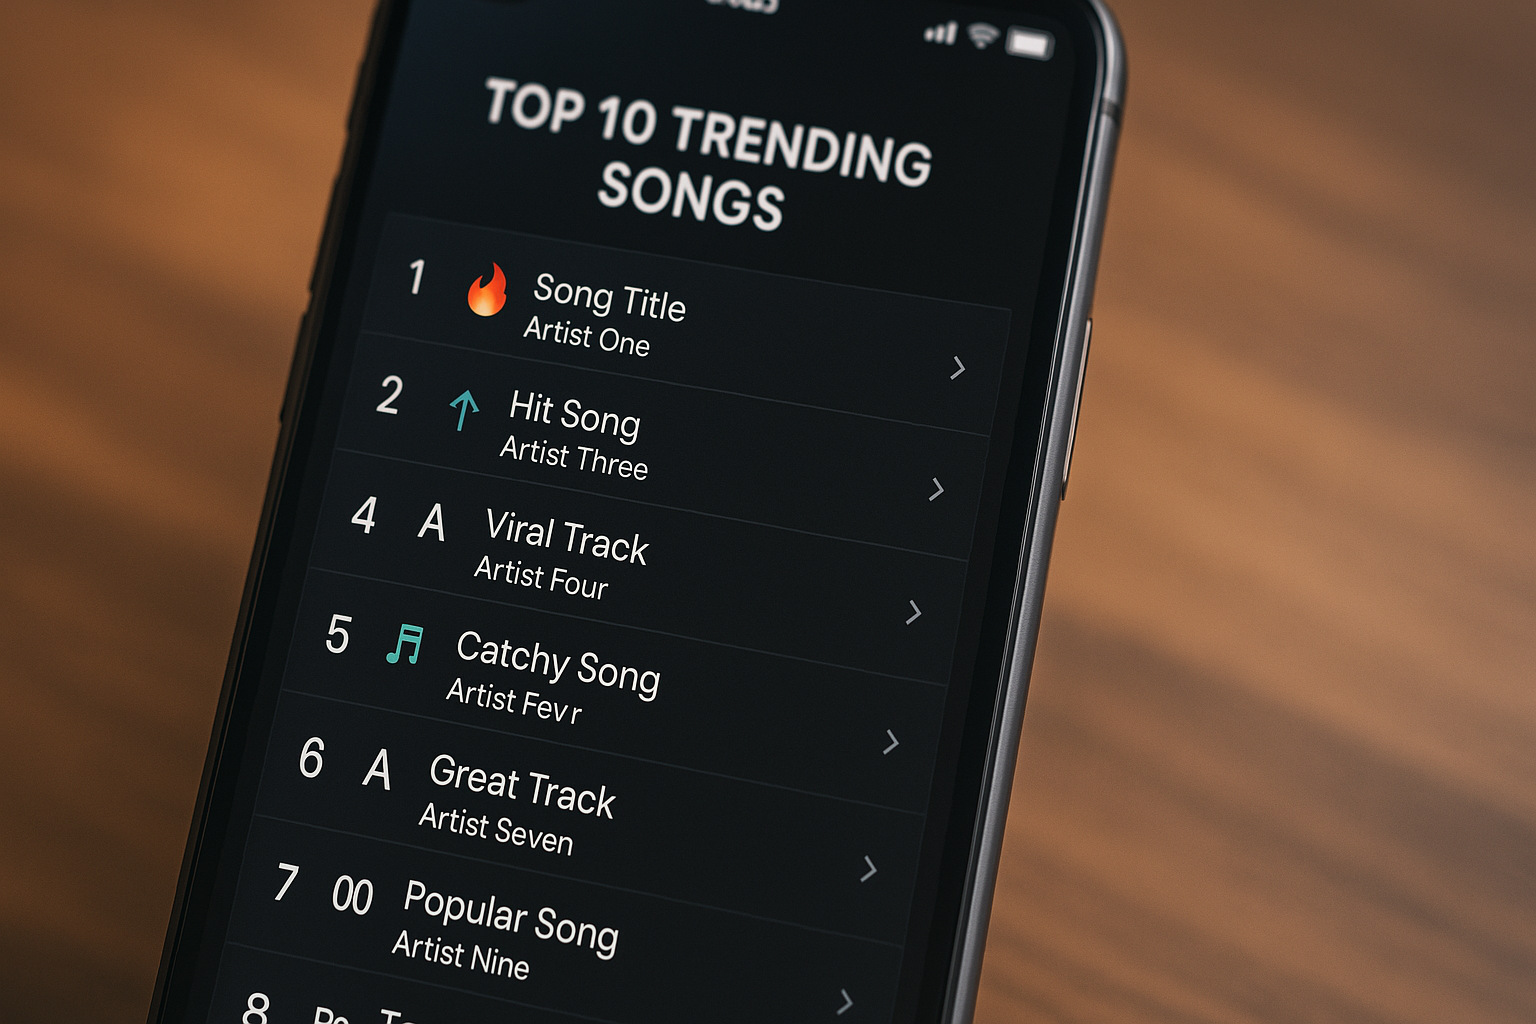 TOP 10 TRENDING
SONGS
1 🔥 Song Title
Artist One
2 ↑ Hit Song
Artist Three
4 A Viral Track
Artist Four
5 🎵 Catchy Song
Artist Fevr
6 A Great Track
Artist Seven
7 00 Popular Song
Artist Nine
8